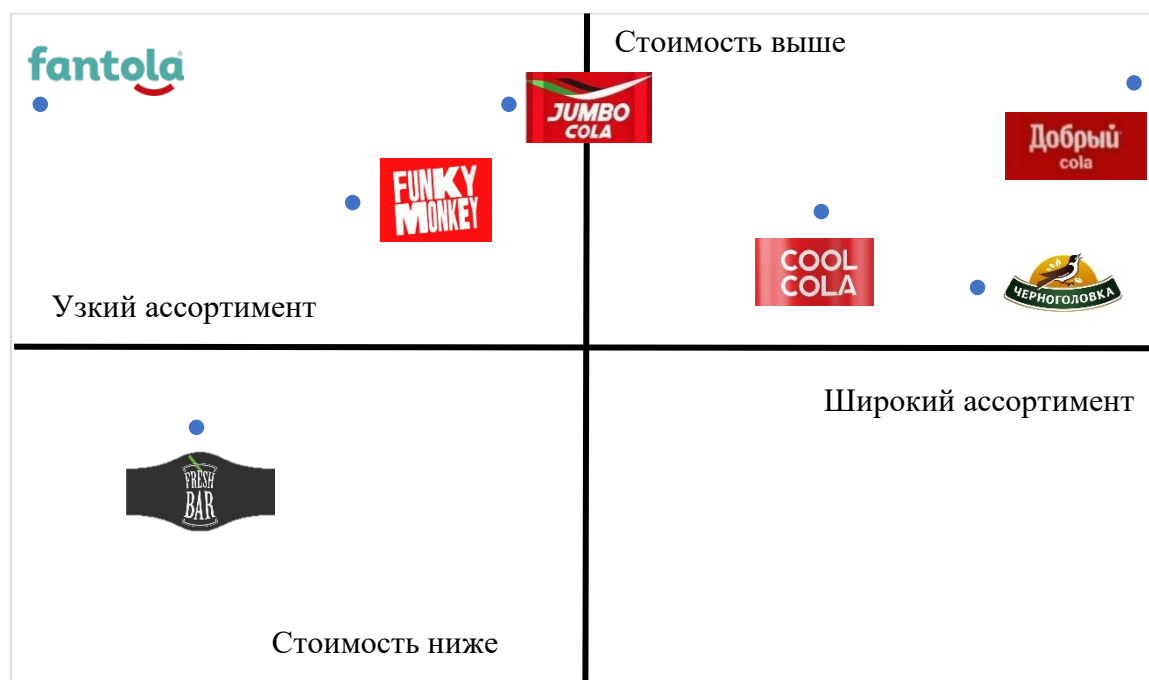 Стоимость выше
fantola
JUMBO
COLA
Добрый
cola
FUNKY
MONKEY
COOL
COLA
ЧЕРНОГОЛОВКА
Узкий ассортимент
Широкий ассортимент
FRESH
BAR
Стоимость ниже